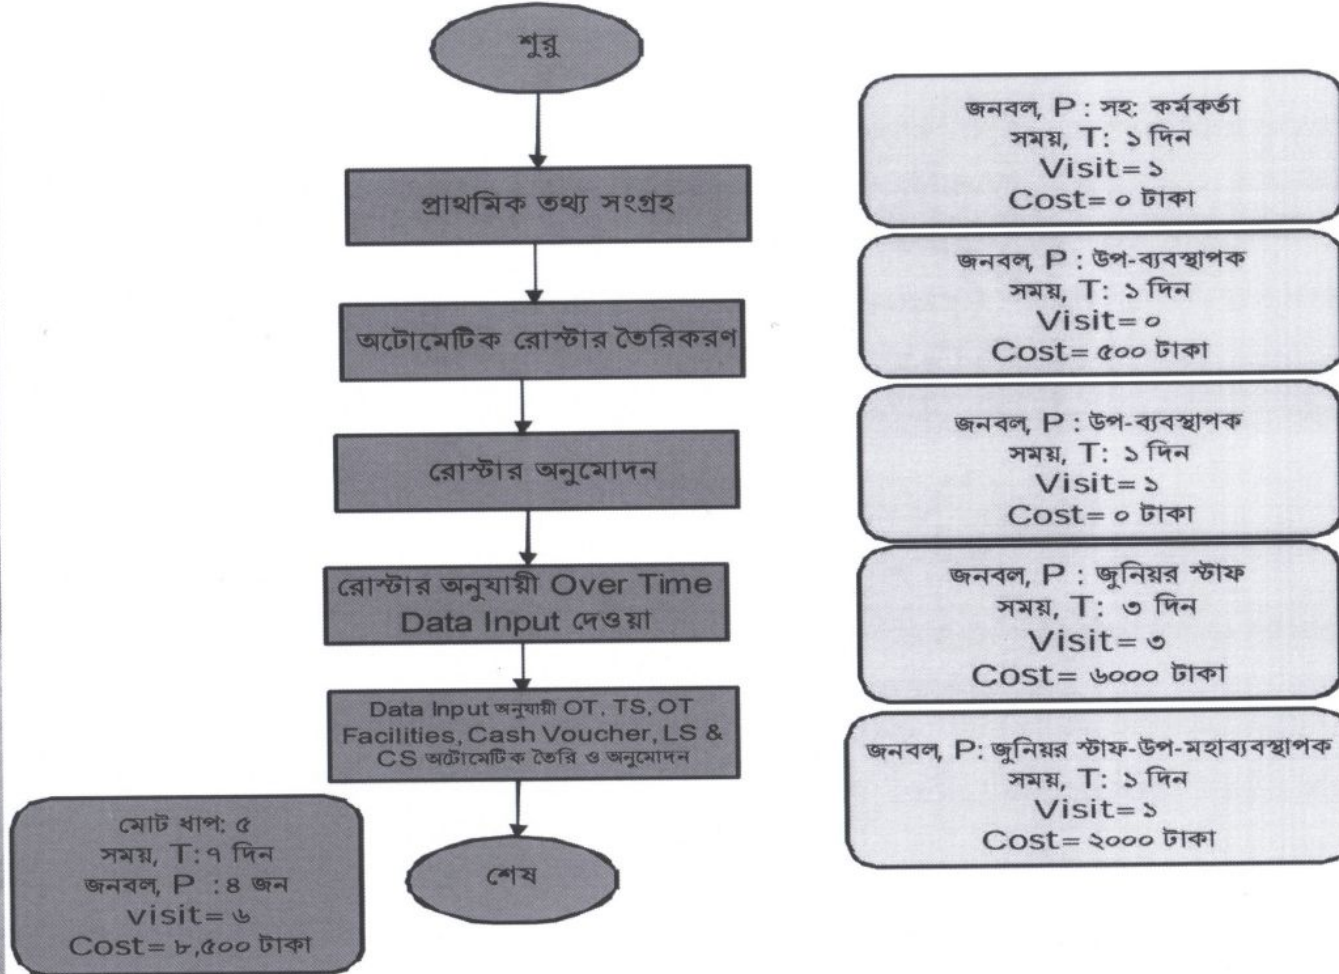 শুরু
প্রাথমিক তথ্য সংগ্রহ
অটোমেটিক রোস্টার তৈরিকরণ
রোস্টার অনুমোদন
রোস্টার অনুযায়ী Over Time
Data Input দেওয়া
Data Input অনুযায়ী OT, TS, OT
Facilities, Cash Voucher, LS &
CS অটোমেটিক তৈরি ও অনুমোদন
শেষ
জনবল, P : সহ: কর্মকর্তা
সময়, T: ১ দিন
Visit= ১
Cost= ০ টাকা
জনবল, P : উপ-ব্যবস্থাপক
সময়, T: ১ দিন
Visit= ০
Cost= ৫০০ টাকা
জনবল, P : উপ-ব্যবস্থাপক
সময়, T: ১ দিন
Visit= ১
Cost= ০ টাকা
জনবল, P : জুনিয়র স্টাফ
সময়, T: ৩ দিন
Visit= ৩
Cost= ৬০০০ টাকা
জনবল, P: জুনিয়র স্টাফ-উপ-মহাব্যবস্থাপক
সময়, T: ১ দিন
Visit= ১
Cost= ২০০০ টাকা
মোট ধাপ: ৫
সময়, T: ৭ দিন
জনবল, P : ৪ জন
visit= ৬
Cost= ৮,৫০০ টাকা